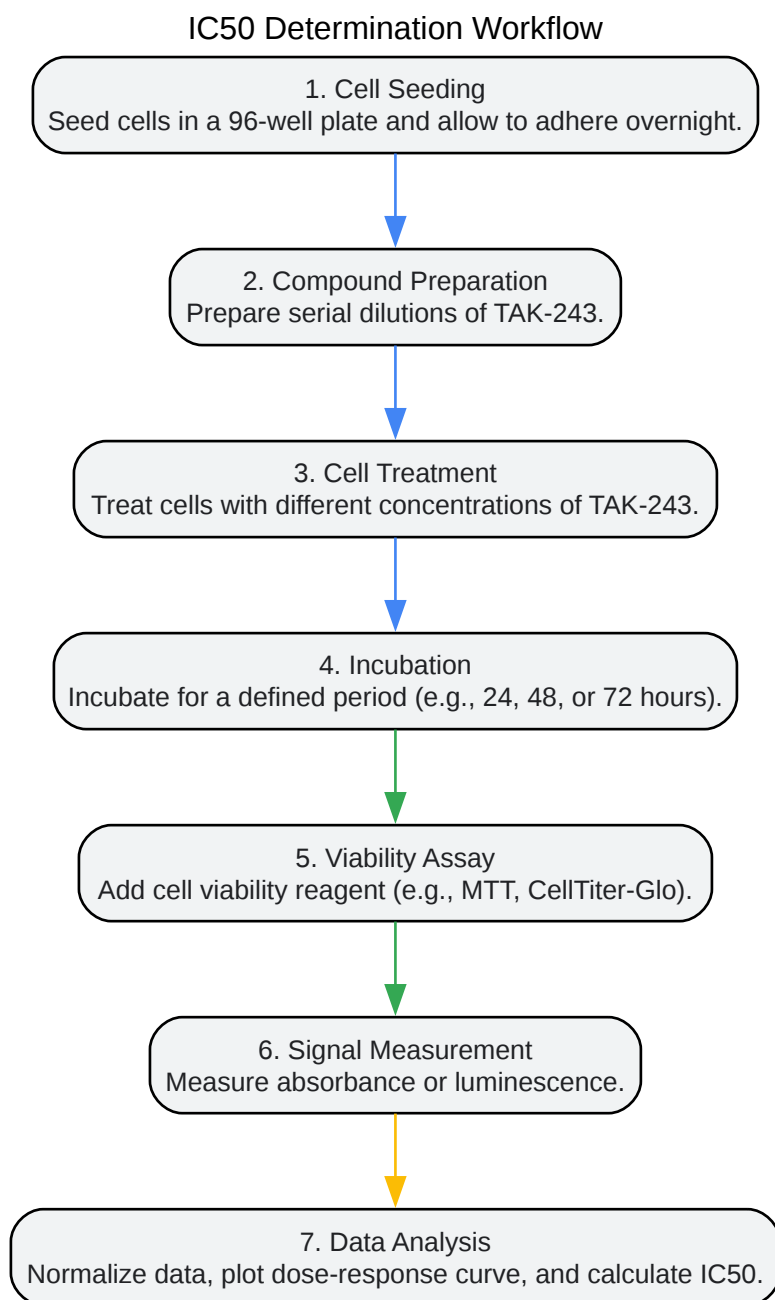 IC50 Determination Workflow
1. Cell Seeding
Seed cells in a 96-well plate and allow to adhere overnight.
2. Compound Preparation
Prepare serial dilutions of TAK-243.
3. Cell Treatment
Treat cells with different concentrations of TAK-243.
4. Incubation
Incubate for a defined period (e.g., 24, 48, or 72 hours).
5. Viability Assay
Add cell viability reagent (e.g., MTT, CellTiter-Glo).
6. Signal Measurement
Measure absorbance or luminescence.
7. Data Analysis
Normalize data, plot dose-response curve, and calculate IC50.